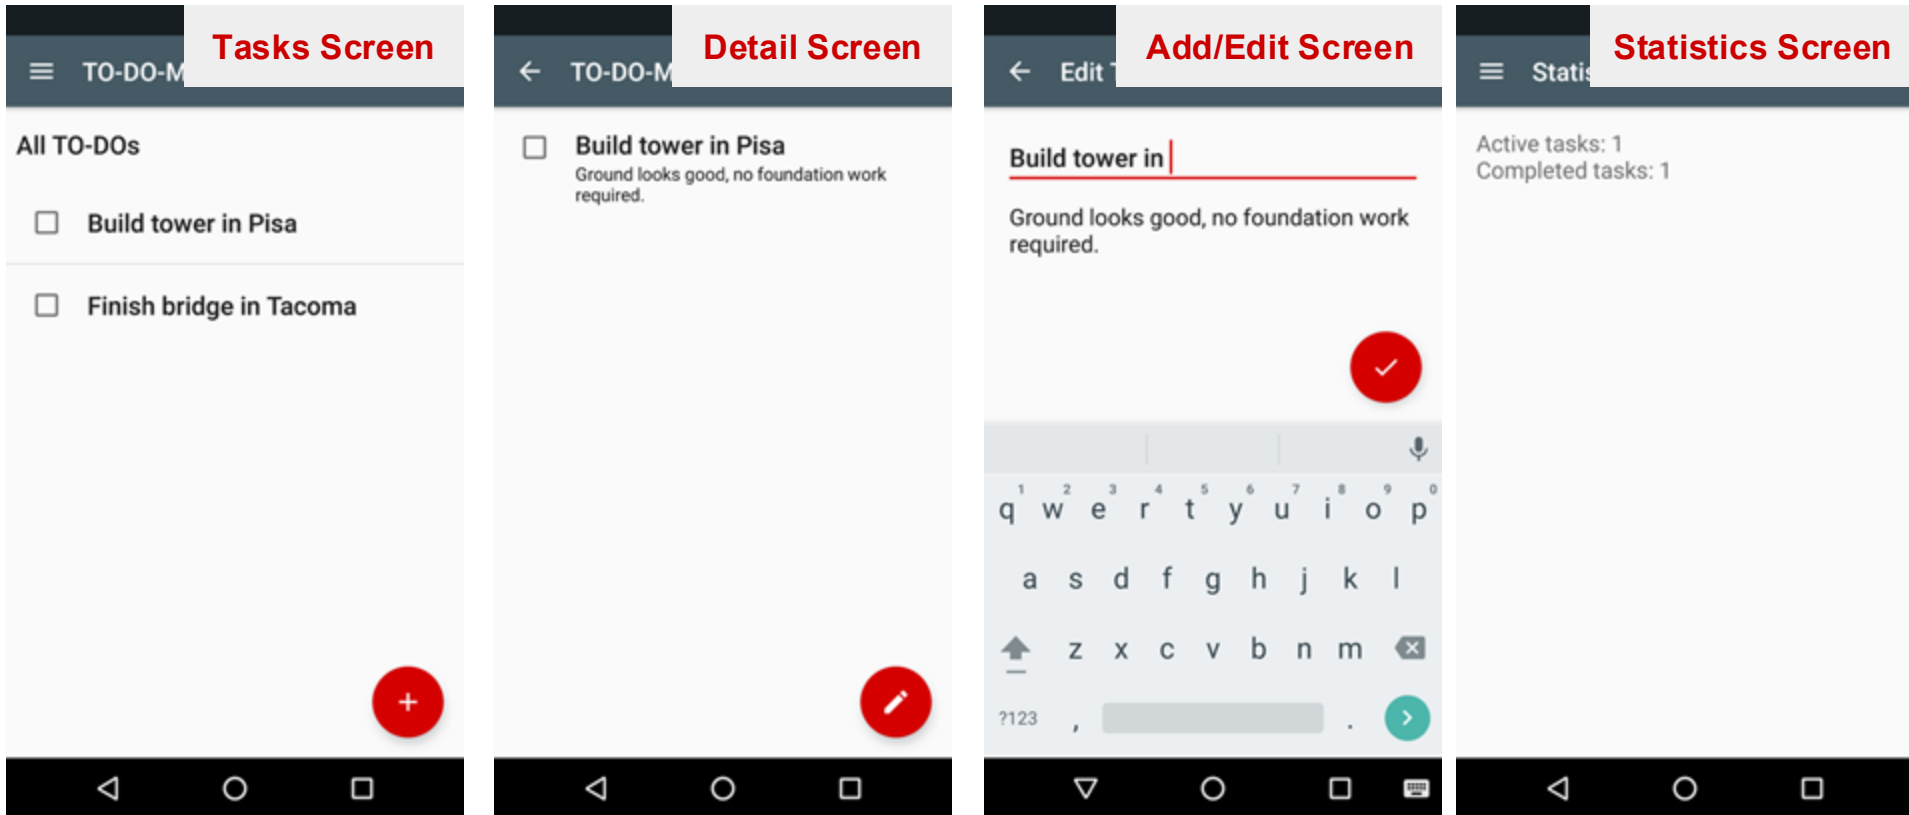 Tasks Screen
TO-DO-M
All TO-DOs
Build tower in Pisa
Finish bridge in Tacoma
Detail Screen
TO-DO-M
Build tower in Pisa
Ground looks good, no foundation work
required.
Add/Edit Screen
Edit
Build tower in
Ground looks good, no foundation work
required.
1 2 3 4 5 6 7 8 9 0
q w e r t y u i o p
a s d f g h j k l
z x c v b n m
?123 , .
Statistics Screen
Statis
Active tasks: 1
Completed tasks: 1